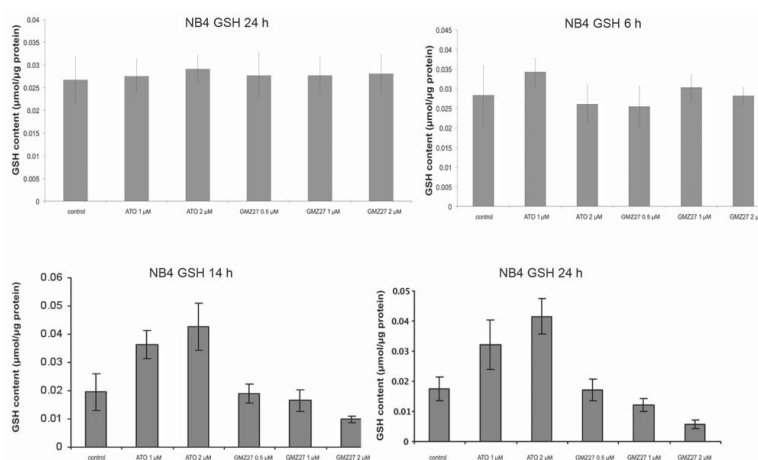 NB4 GSH 24 h
GSH content (µmol/µg protein)
0.04
0.035
0.03
0.025
0.02
0.015
0.01
0.005
0
control
ATO 1 µM
ATO 2 µM
GMZ27 0.5 µM
GMZ27 1 µM
GMZ27 2 µM
NB4 GSH 6 h
GSH content (µmol/µg protein)
0.045
0.04
0.035
0.03
0.025
0.02
0.015
0.01
0.005
0
control
ATO 1 µM
ATO 2 µM
GMZ27 0.5 µM
GMZ27 1 µM
GMZ27 2 µ
NB4 GSH 14 h
GSH content (µmol/µg protein)
0.06
0.05
0.04
0.03
0.02
0.01
0
control
ATO 1 µM
ATO 2 µM
GMZ27 0.5 µM
GMZ27 1 µM
GMZ27 2 µM
NB4 GSH 24 h
GSH content (µmol/µg protein)
0.05
0.04
0.03
0.02
0.01
0
control
ATO 1 µM
ATO 2 µM
GMZ27 0.5 µM
GMZ27 1 µM
GMZ27 2 µM